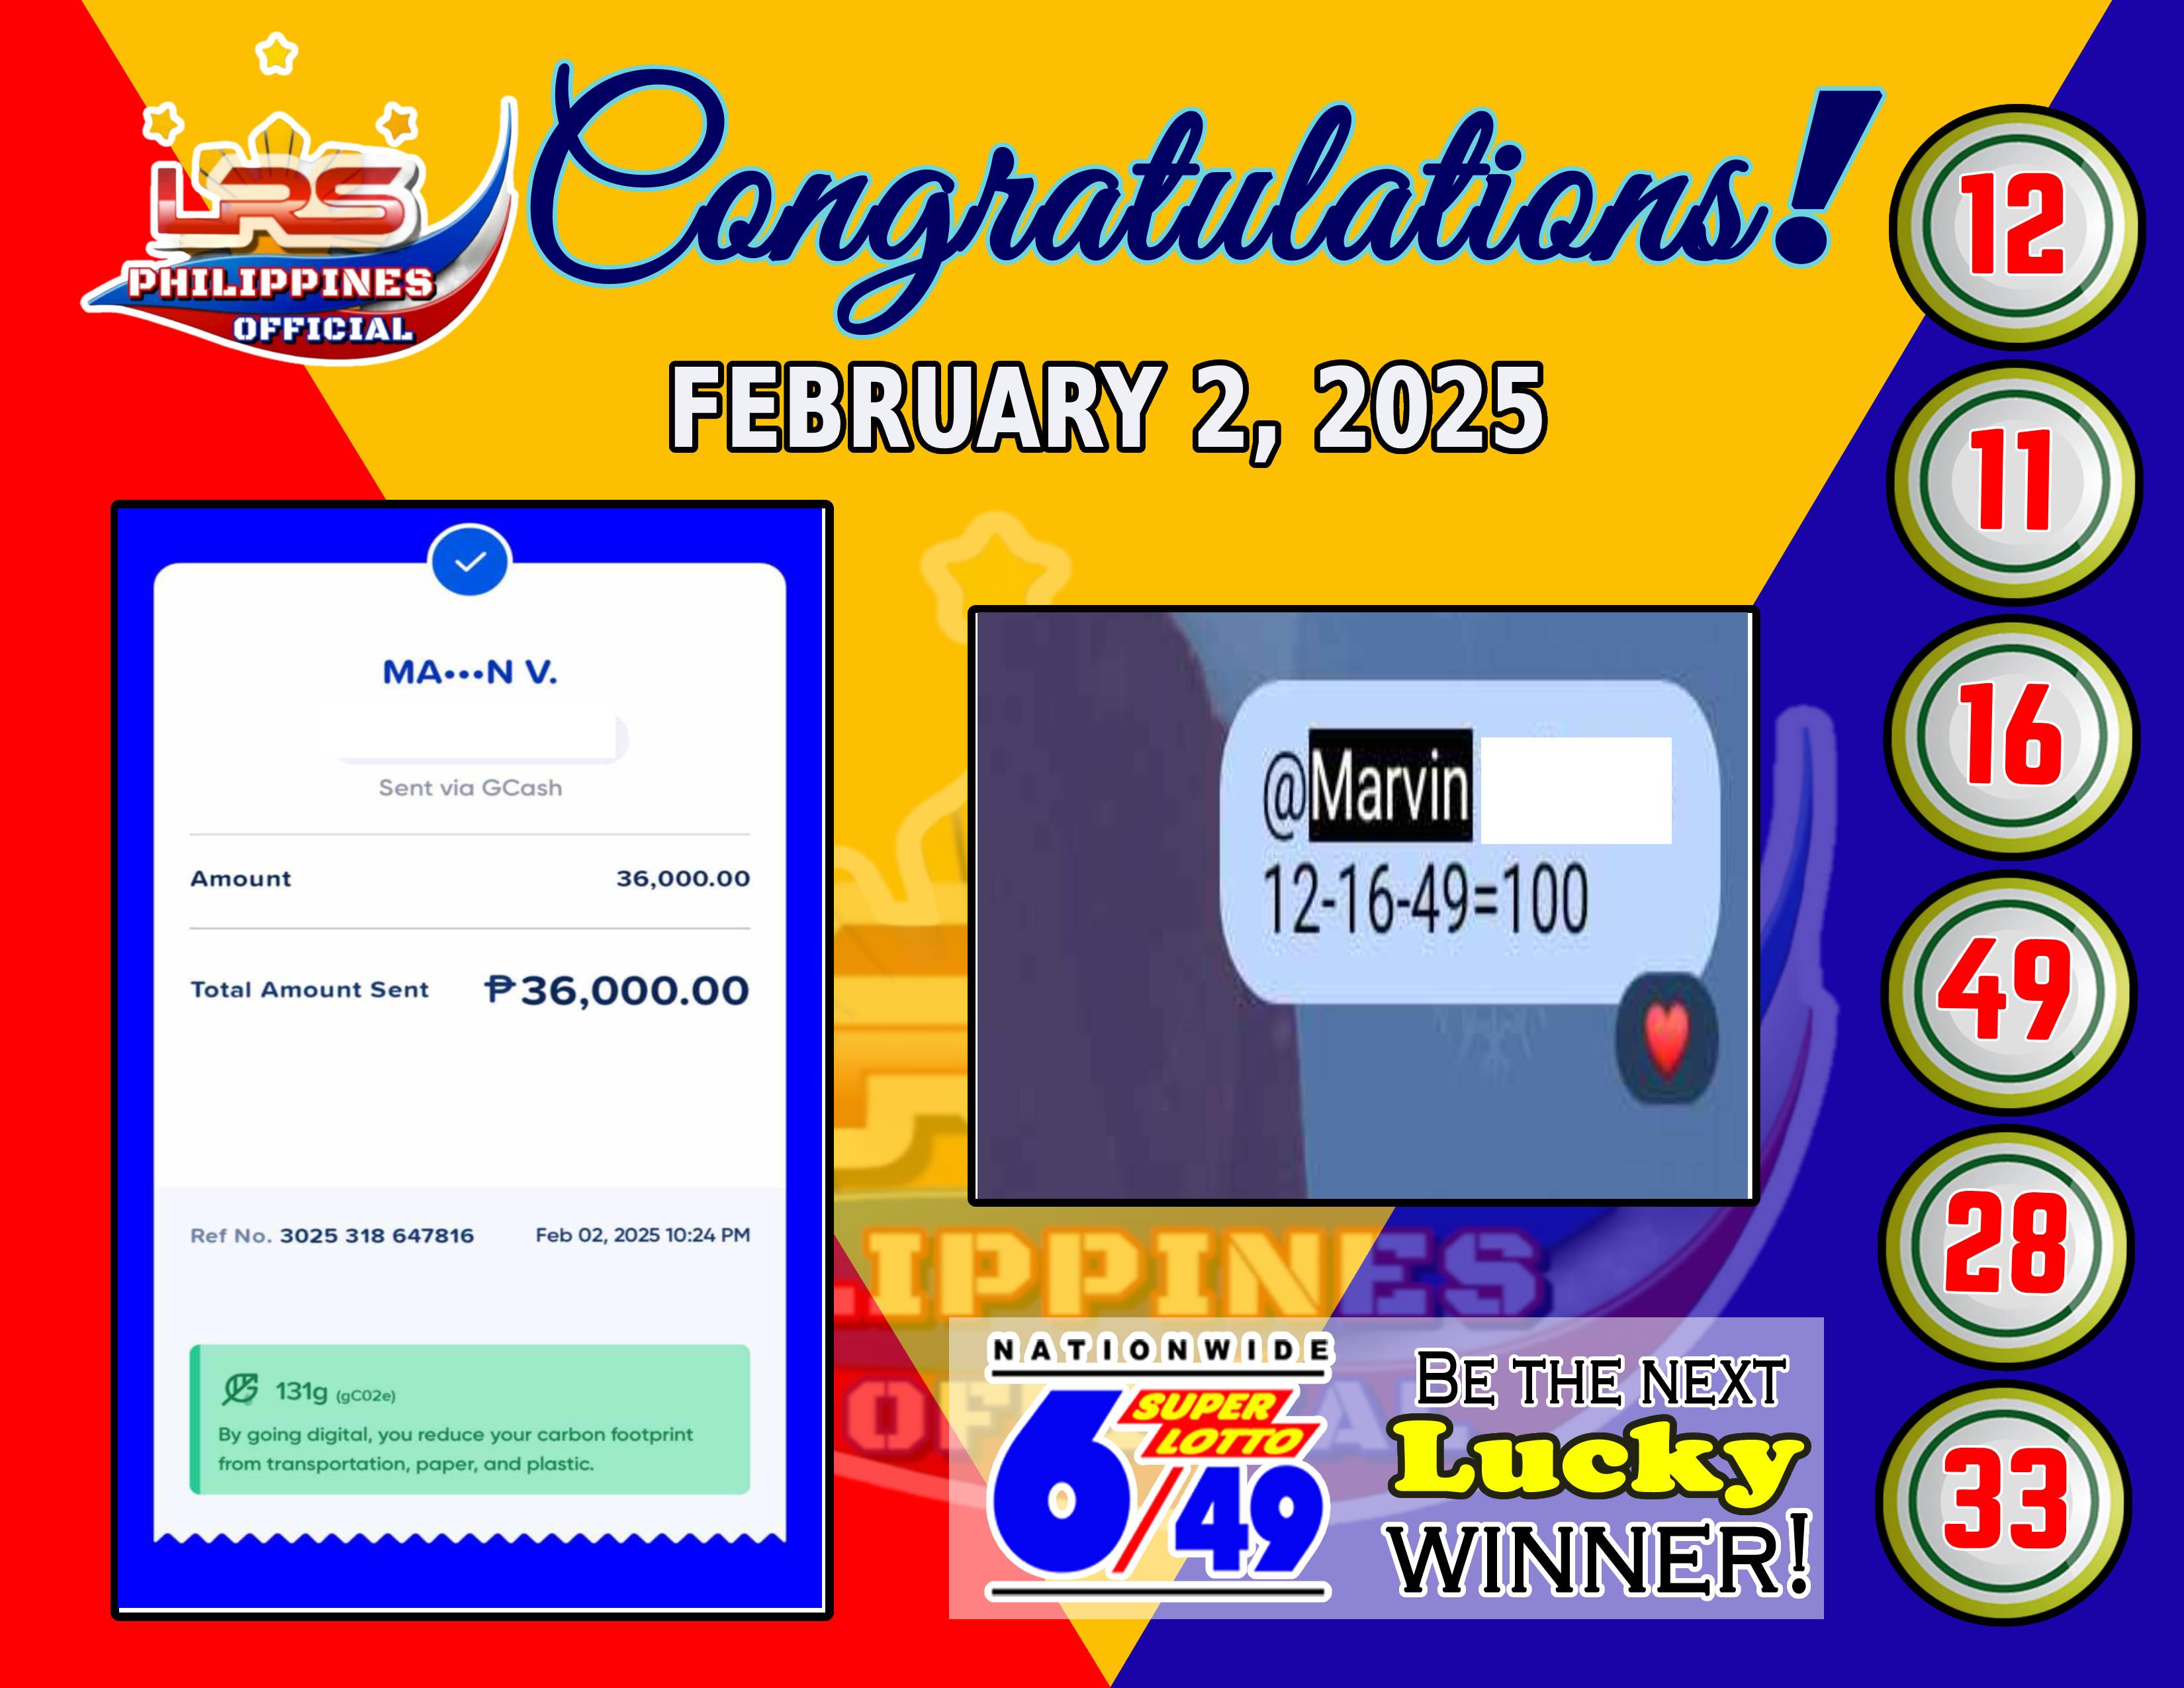 LRS
PHILIPPINES
OFFICIAL
Congratulations!
FEBRUARY 2, 2025
MA•••N V.
Sent via GCash
Amount 36,000.00
Total Amount Sent ₱36,000.00
Ref No. 3025 318 647816 Feb 02, 2025 10:24 PM
131g (gC02e)
By going digital, you reduce your carbon footprint
from transportation, paper, and plastic.
@Marvin
12-16-49=100
NATIONWIDE
SUPER
LOTTO
6/49
BE THE NEXT
Lucky
WINNER!
12
11
16
49
28
33